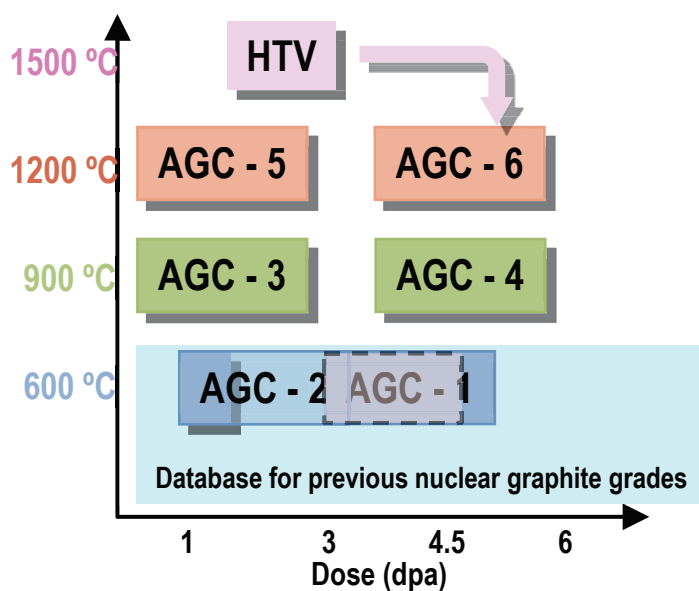 1500 ºC
HTV
1200 ºC
AGC - 5
AGC - 6
900 ºC
AGC - 3
AGC - 4
600 ºC
AGC - 2
AGC - 1
Database for previous nuclear graphite grades
1 3 4.5 6
Dose (dpa)